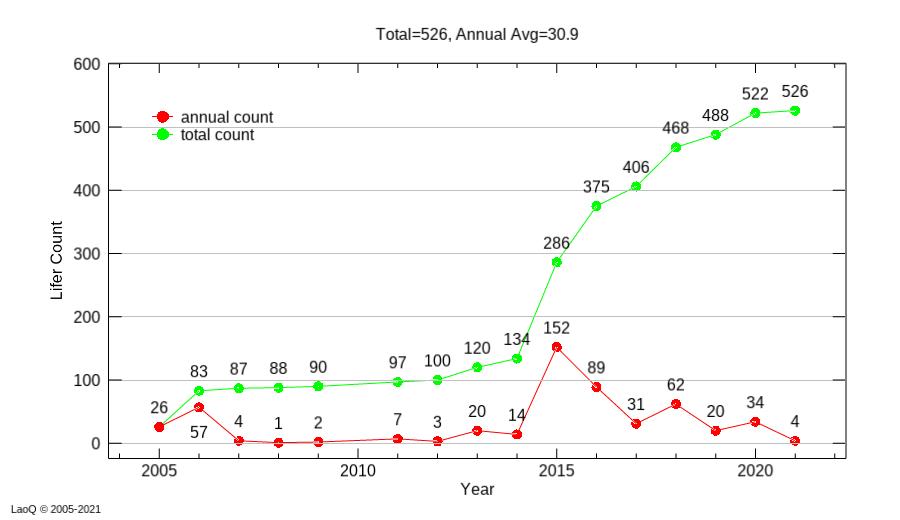 Total=526, Annual Avg=30.9
600
500
400
300
200
100
0
Lifer Count
annual count
total count
26 83 87 88 90 97 100 120 134 286 375 406 468 488 522 526
57 4 1 2 7 3 20 14 152 89 31 62 20 34 4
2005 2010 2015 2020
Year
LaoQ © 2005-2021